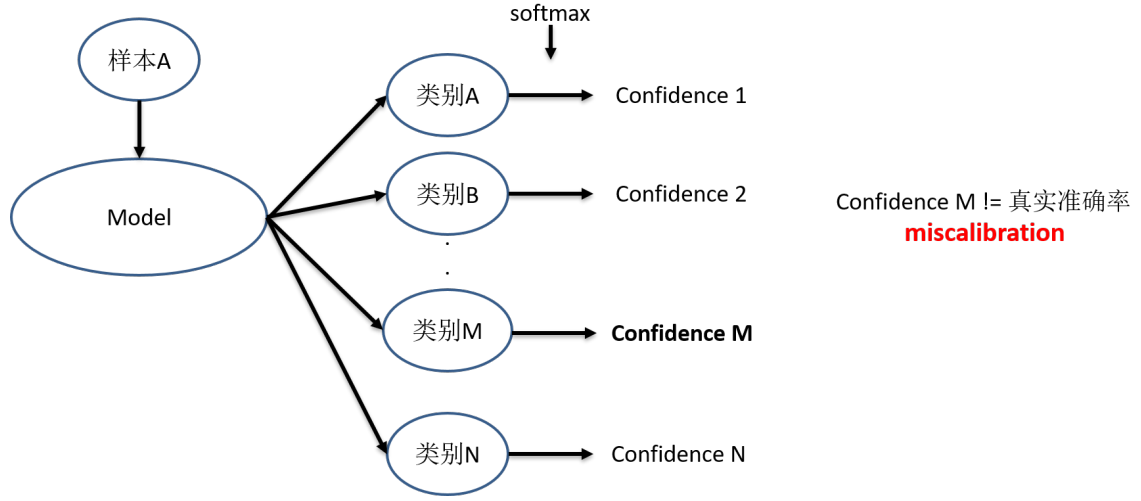 softmax
样本A
类别A
Confidence 1
Model
类别B
Confidence 2
Confidence M != 真实准确率
miscalibration
.
.
类别M
Confidence M
类别N
Confidence N